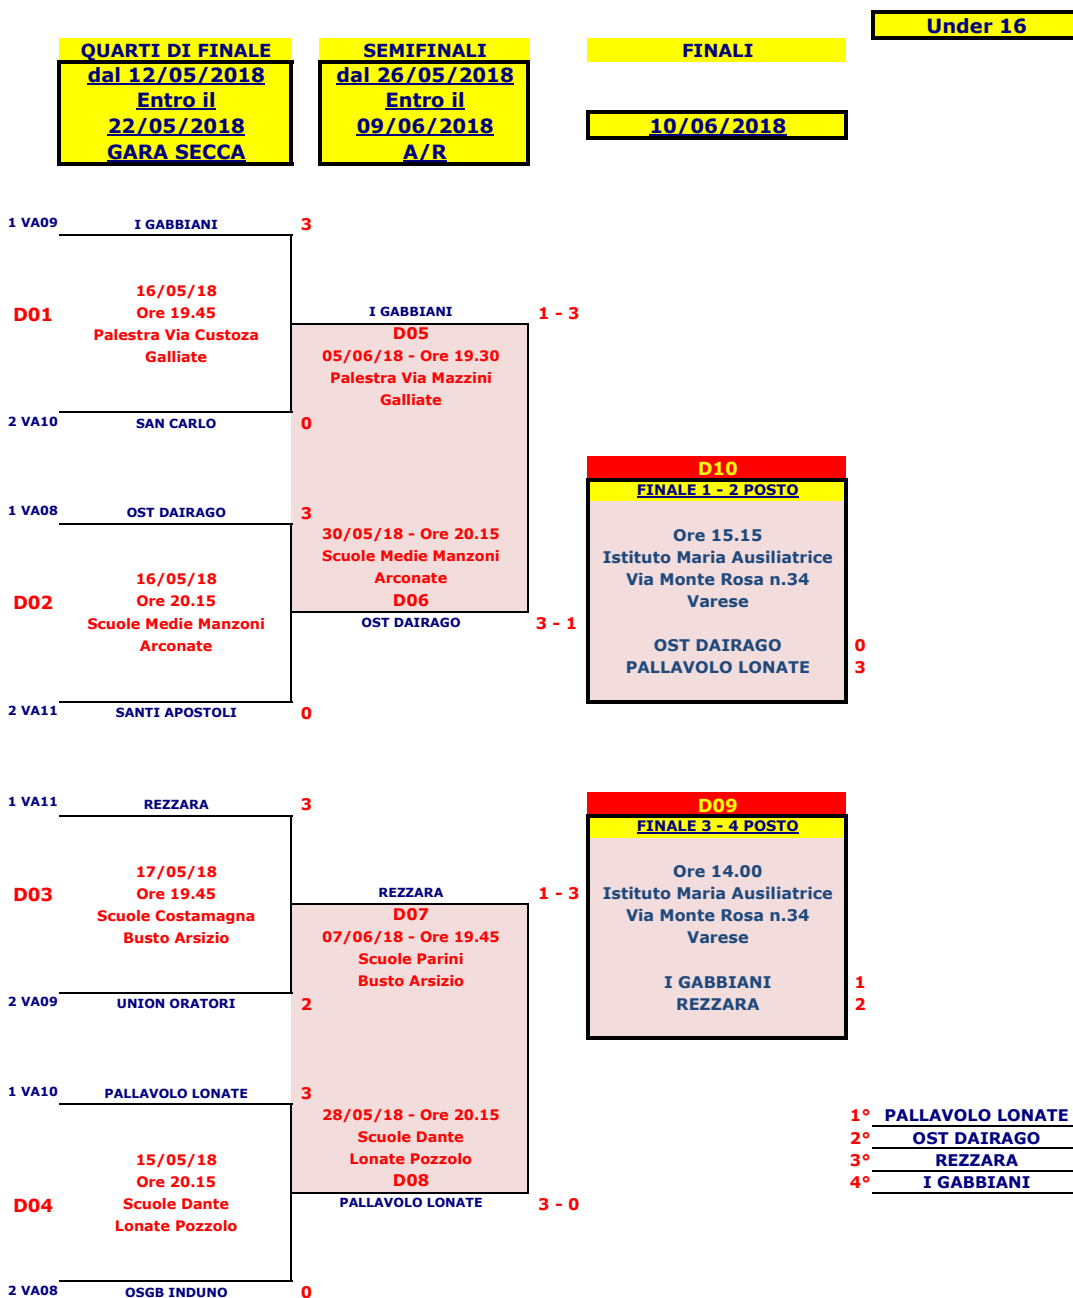 Under 16
QUARTI DI FINALE
SEMIFINALI
FINALI
dal 12/05/2018
Entro il
22/05/2018
GARA SECCA
dal 26/05/2018
Entro il
09/06/2018
A/R
10/06/2018
1 VA09 I GABBIANI 3
D01
16/05/18
Ore 19.45
Palestra Via Custoza
Galliate
2 VA10 SAN CARLO 0
I GABBIANI 1 - 3
D05
05/06/18 - Ore 19.30
Palestra Via Mazzini
Galliate
1 VA08 OST DAIRAGO 3
D02
16/05/18
Ore 20.15
Scuole Medie Manzoni
Arconate
2 VA11 SANTI APOSTOLI 0
30/05/18 - Ore 20.15
Scuole Medie Manzoni
Arconate
D06
OST DAIRAGO 3 - 1
D10
FINALE 1 - 2 POSTO
Ore 15.15
Istituto Maria Ausiliatrice
Via Monte Rosa n.34
Varese
OST DAIRAGO 0
PALLAVOLO LONATE 3
1 VA11 REZZARA 3
D03
17/05/18
Ore 19.45
Scuole Costamagna
Busto Arsizio
2 VA09 UNION ORATORI 2
REZZARA 1 - 3
D07
07/06/18 - Ore 19.45
Scuole Parini
Busto Arsizio
D09
FINALE 3 - 4 POSTO
Ore 14.00
Istituto Maria Ausiliatrice
Via Monte Rosa n.34
Varese
I GABBIANI 1
REZZARA 2
1 VA10 PALLAVOLO LONATE 3
D04
15/05/18
Ore 20.15
Scuole Dante
Lonate Pozzolo
2 VA08 OSGB INDUNO 0
28/05/18 - Ore 20.15
Scuole Dante
Lonate Pozzolo
D08
PALLAVOLO LONATE 3 - 0
1° PALLAVOLO LONATE
2° OST DAIRAGO
3° REZZARA
4° I GABBIANI